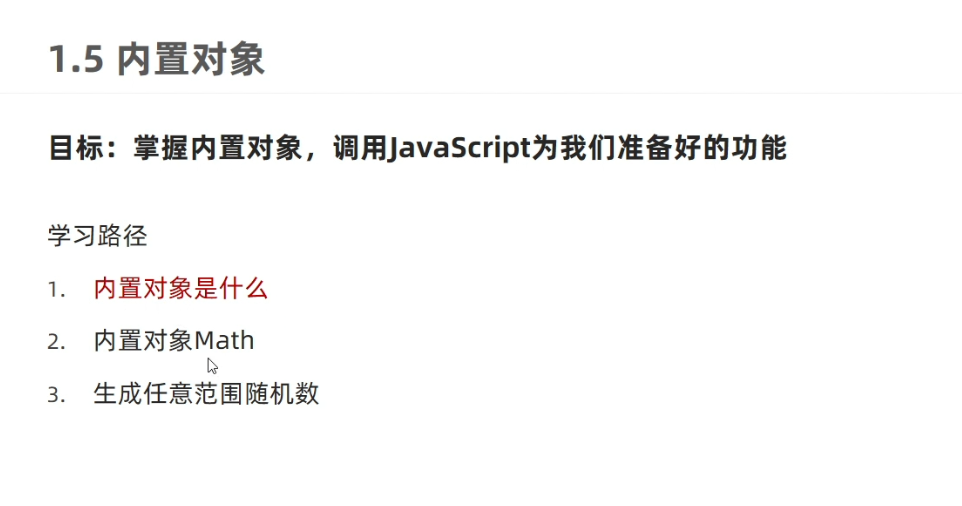 1.5 内置对象
目标：掌握内置对象，调用JavaScript为我们准备好的功能
学习路径
1. 内置对象是什么
2. 内置对象Math
3. 生成任意范围随机数